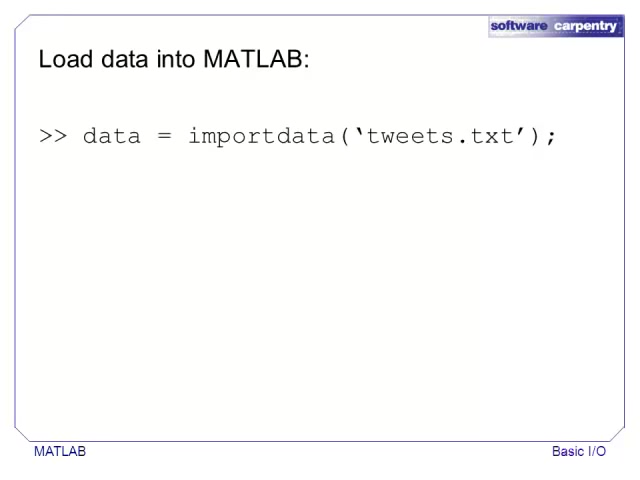 software carpentry
Load data into MATLAB:
>> data = importdata(‘tweets.txt’);
MATLAB
Basic I/O